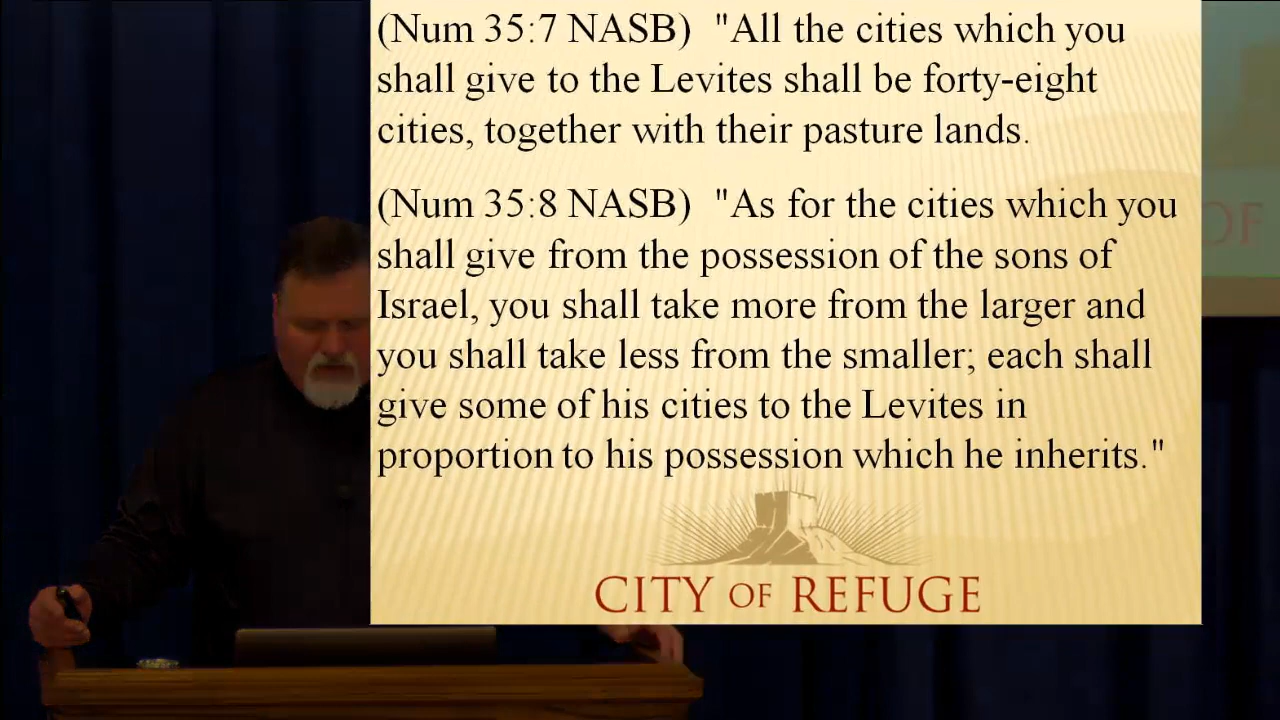 (Num 35:7 NASB) "All the cities which you
shall give to the Levites shall be forty-eight
cities, together with their pasture lands.
(Num 35:8 NASB) "As for the cities which you
shall give from the possession of the sons of
Israel, you shall take more from the larger and
you shall take less from the smaller; each shall
give some of his cities to the Levites in
proportion to his possession which he inherits."
CITY OF REFUGE
OF